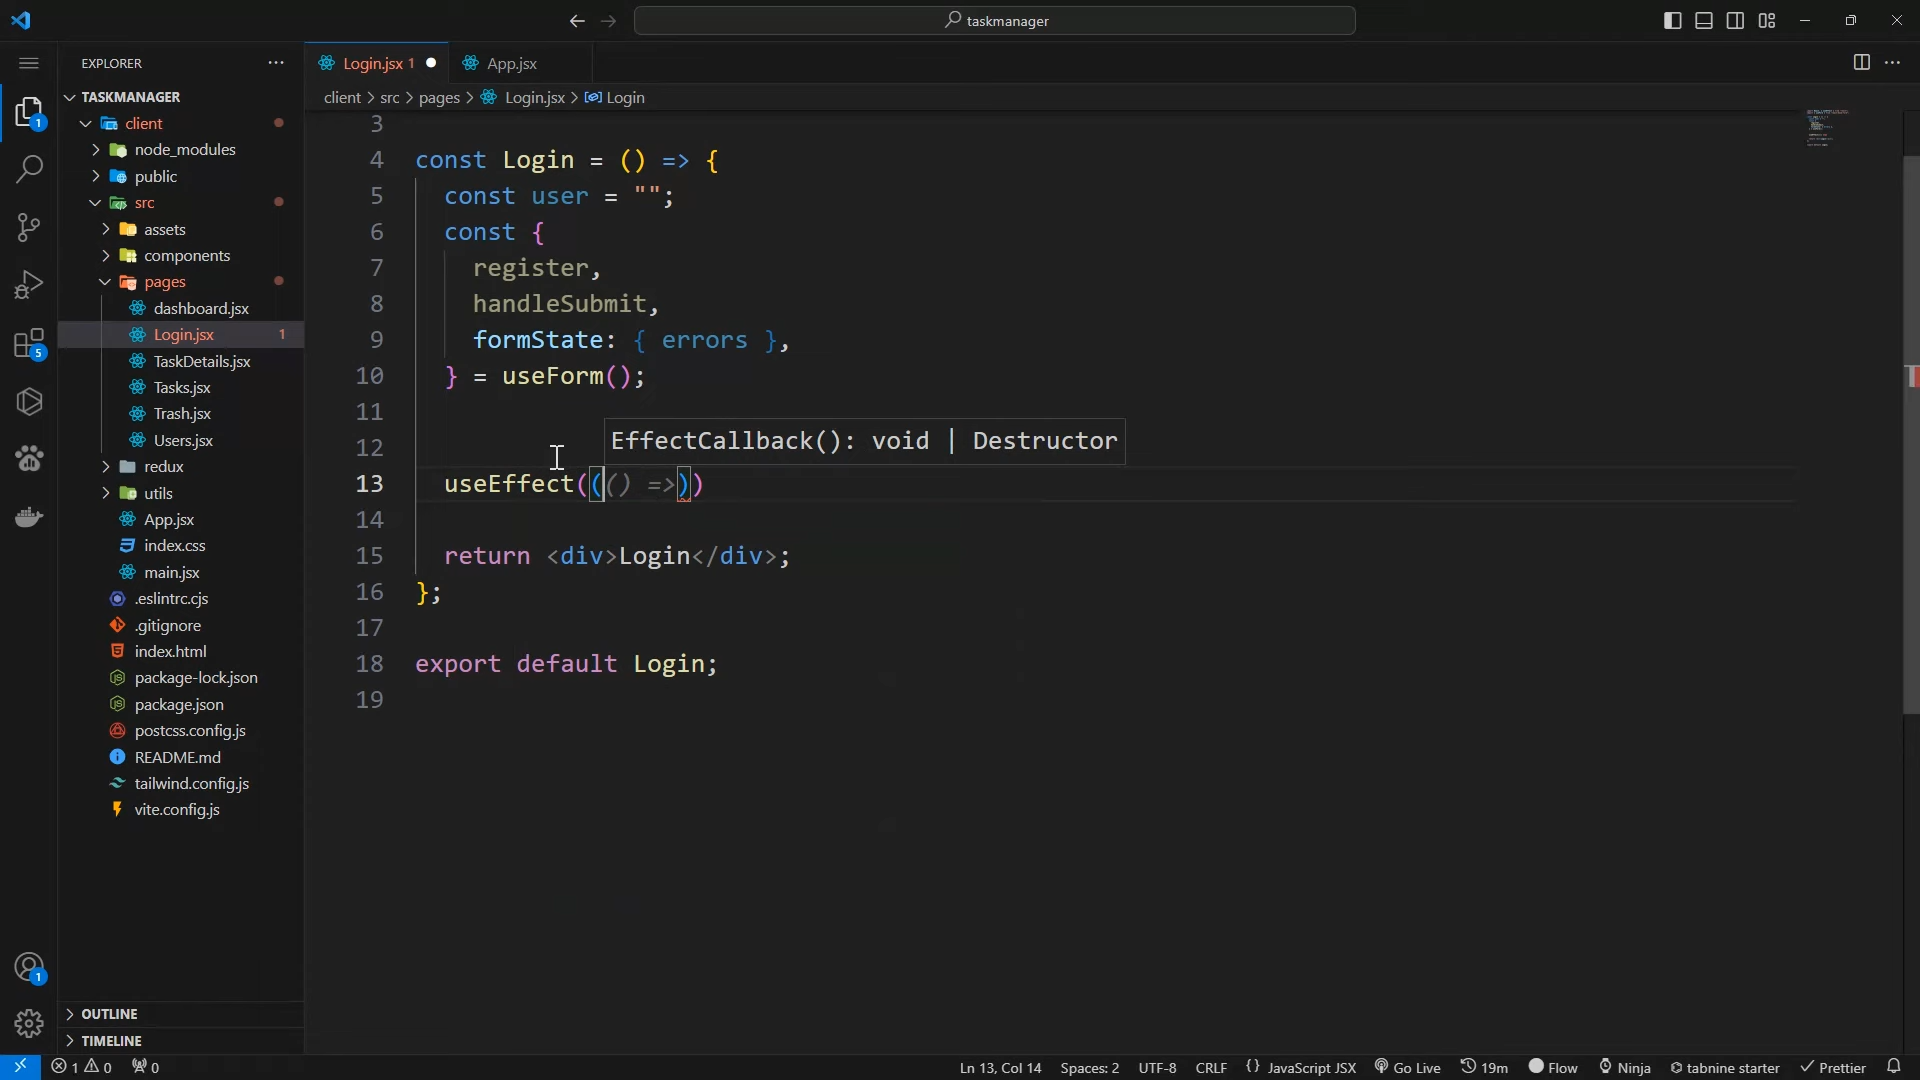 taskmanager
EXPLORER
Login.jsx 1
App.jsx
TASKMANAGER
client > src > pages > Login.jsx > Login
client
node_modules
public
src
assets
components
pages
dashboard.jsx
Login.jsx 1
TaskDetails.jsx
Tasks.jsx
Trash.jsx
Users.jsx
redux
utils
App.jsx
index.css
main.jsx
.eslintrc.cjs
.gitignore
index.html
package-lock.json
package.json
postcss.config.js
README.md
tailwind.config.js
vite.config.js
OUTLINE
TIMELINE
1
5
1
3
4 const Login = () => {
5 const user = "";
6 const {
7 register,
8 handleSubmit,
9 formState: { errors },
10 } = useForm();
11
12
EffectCallback(): void | Destructor
13 useEffect((() =>))
14
15 return <div>Login</div>;
16 };
17
18 export default Login;
19
1 0 0
Ln 13, Col 14 Spaces: 2 UTF-8 CRLF {} JavaScript JSX Go Live 19m Flow Ninja tabnine starter Prettier